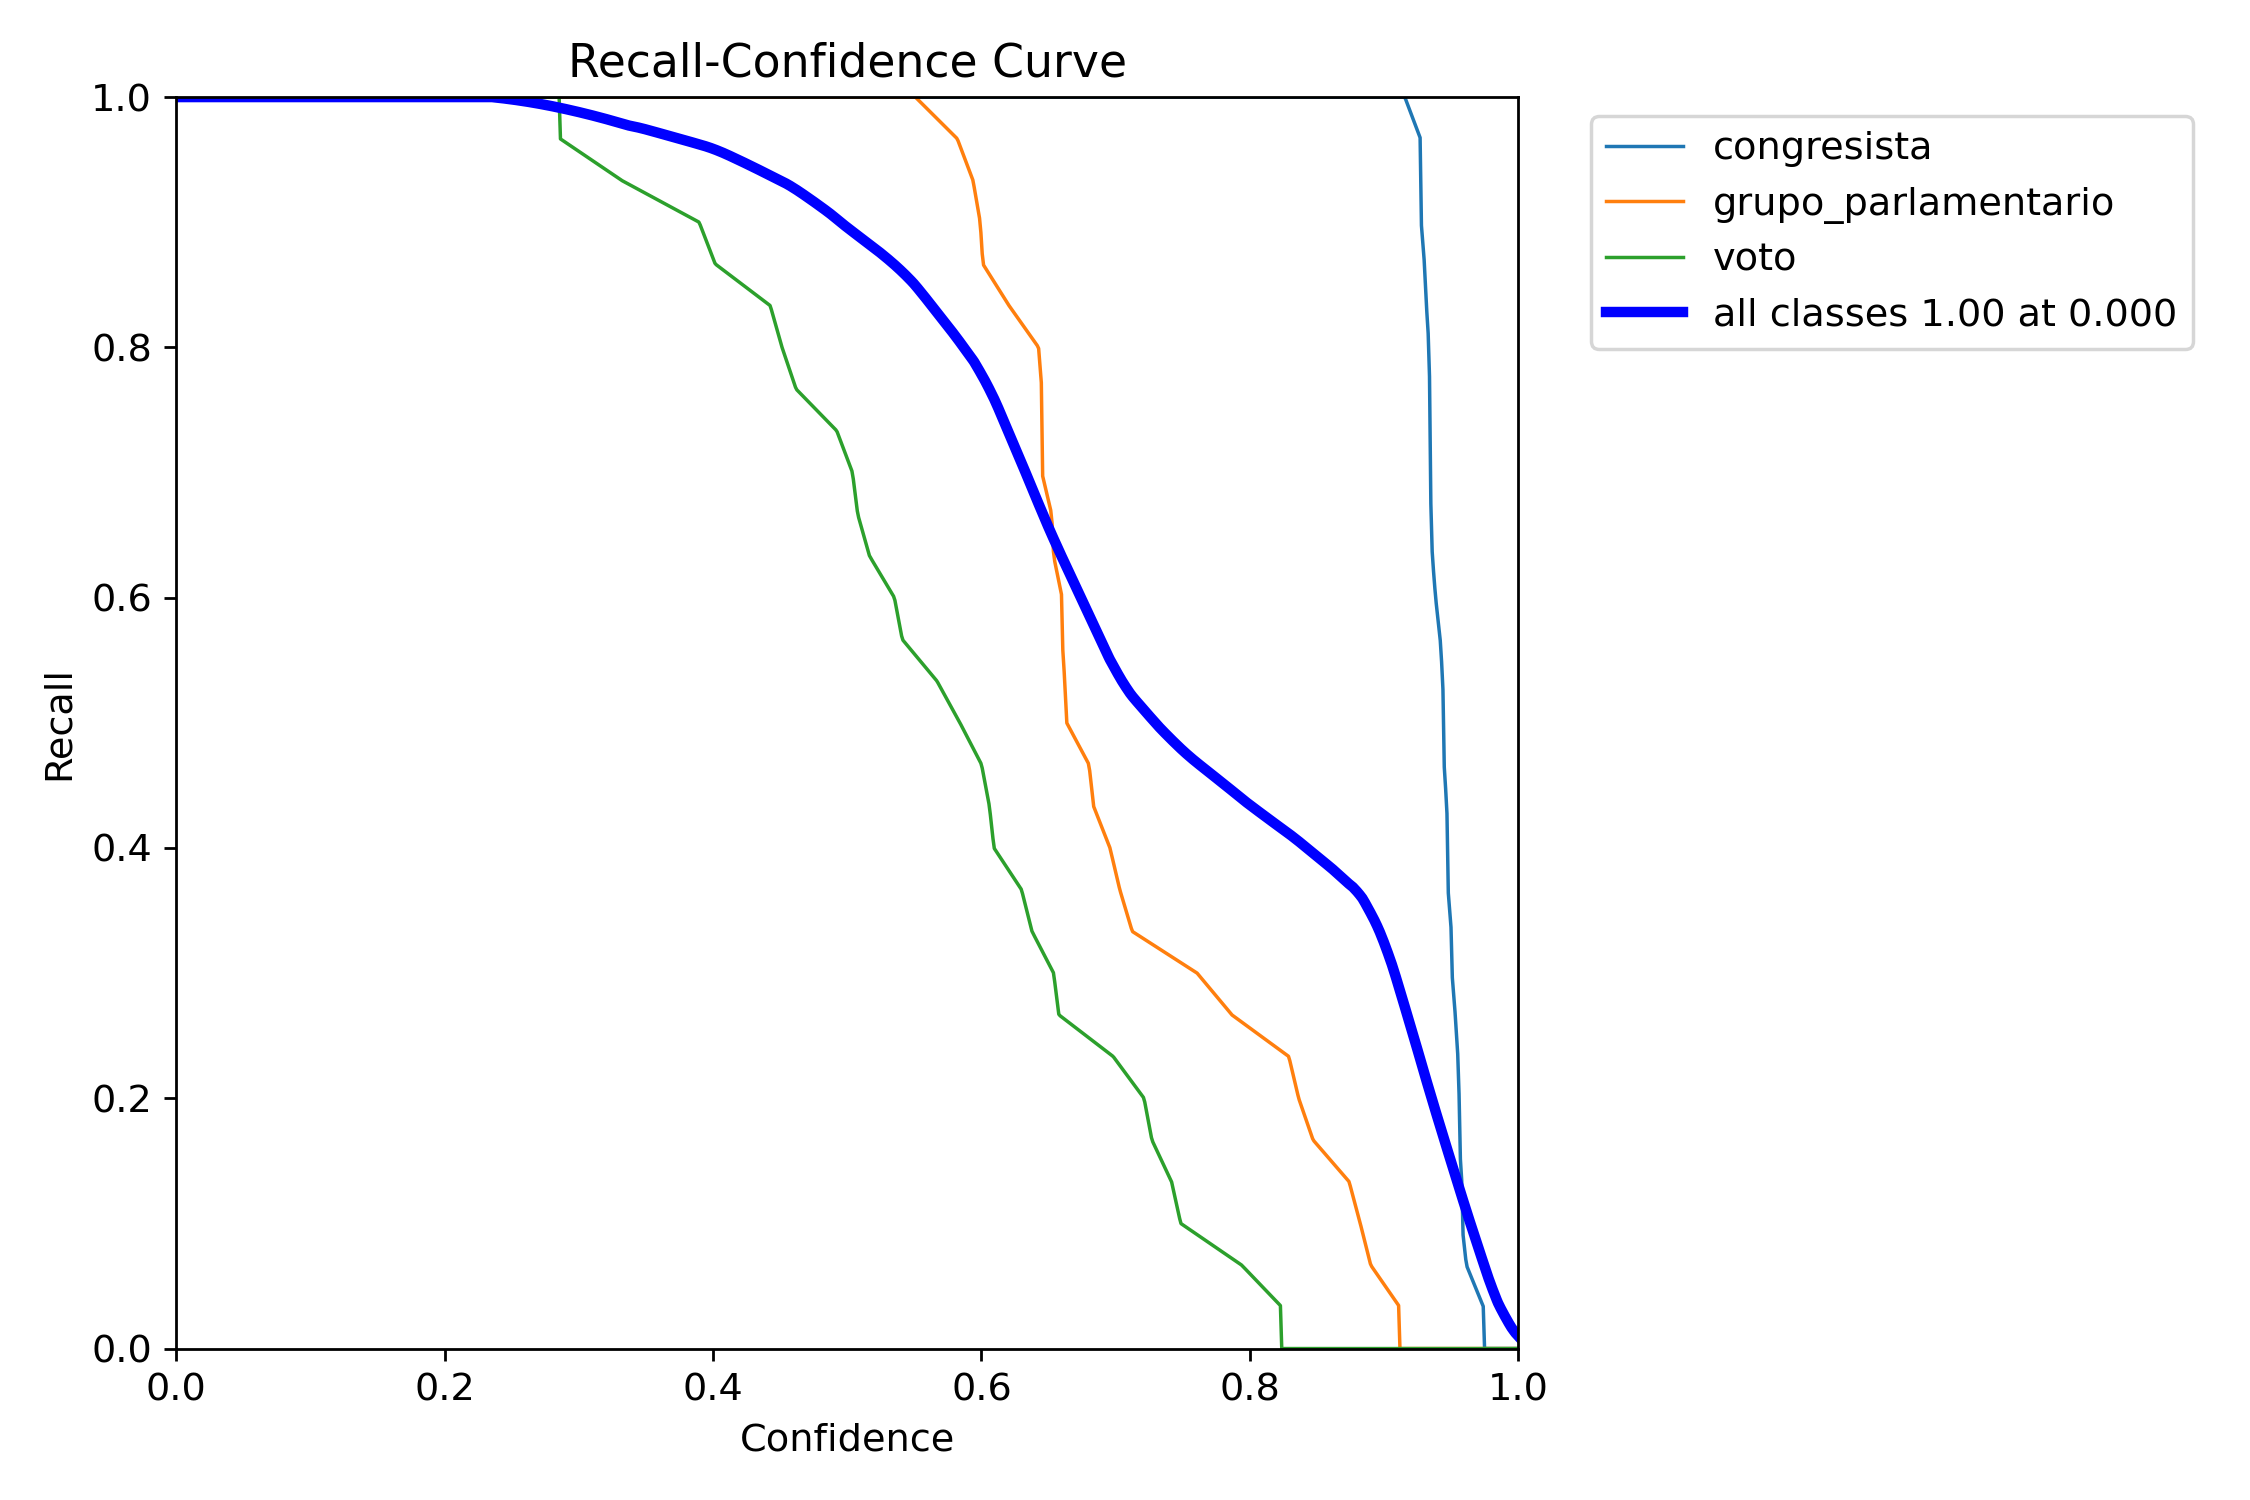 Recall-Confidence Curve
1.0
0.8
0.6
0.4
0.2
0.0
Recall
0.0 0.2 0.4 0.6 0.8 1.0
Confidence
congresista
grupo_parlamentario
voto
all classes 1.00 at 0.000